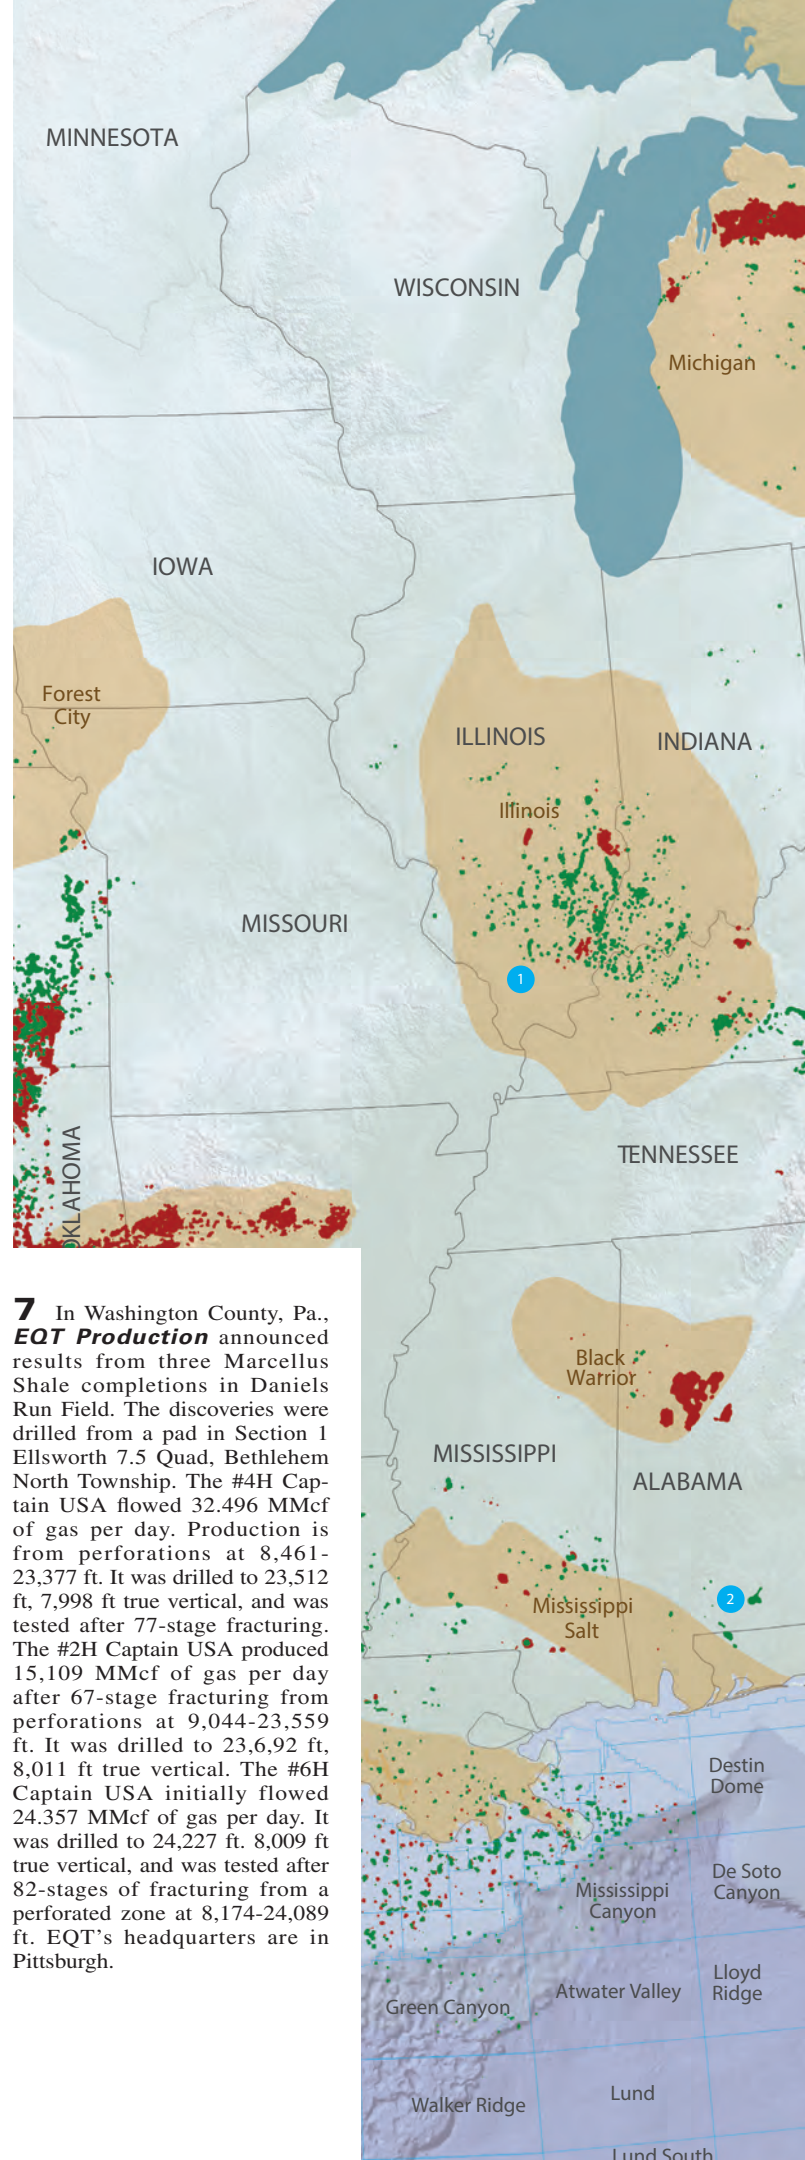 MINNESOTA
WISCONSIN
Michigan
IOWA
Forest
City
ILLINOIS
INDIANA
Illinois
MISSOURI
1
TENNESSEE
OKLAHOMA
Black
Warrior
MISSISSIPPI
ALABAMA
2
Mississippi
Salt
Destin
Dome
De Soto
Canyon
Mississippi
Canyon
Lloyd
Ridge
Atwater Valley
Green Canyon
Lund
Walker Ridge
Lund South
7 In Washington County, Pa.,
EQT Production announced
results from three Marcellus
Shale completions in Daniels
Run Field. The discoveries were
drilled from a pad in Section 1
Ellsworth 7.5 Quad, Bethlehem
North Township. The #4H Cap-
tain USA flowed 32.496 MMcf
of gas per day. Production is
from perforations at 8,461-
23,377 ft. It was drilled to 23,512
ft, 7,998 ft true vertical, and was
tested after 77-stage fracturing.
The #2H Captain USA produced
15,109 MMcf of gas per day
after 67-stage fracturing from
perforations at 9,044-23,559
ft. It was drilled to 23,6,92 ft,
8,011 ft true vertical. The #6H
Captain USA initially flowed
24.357 MMcf of gas per day. It
was drilled to 24,227 ft. 8,009 ft
true vertical, and was tested after
82-stages of fracturing from a
perforated zone at 8,174-24,089
ft. EQT's headquarters are in
Pittsburgh.